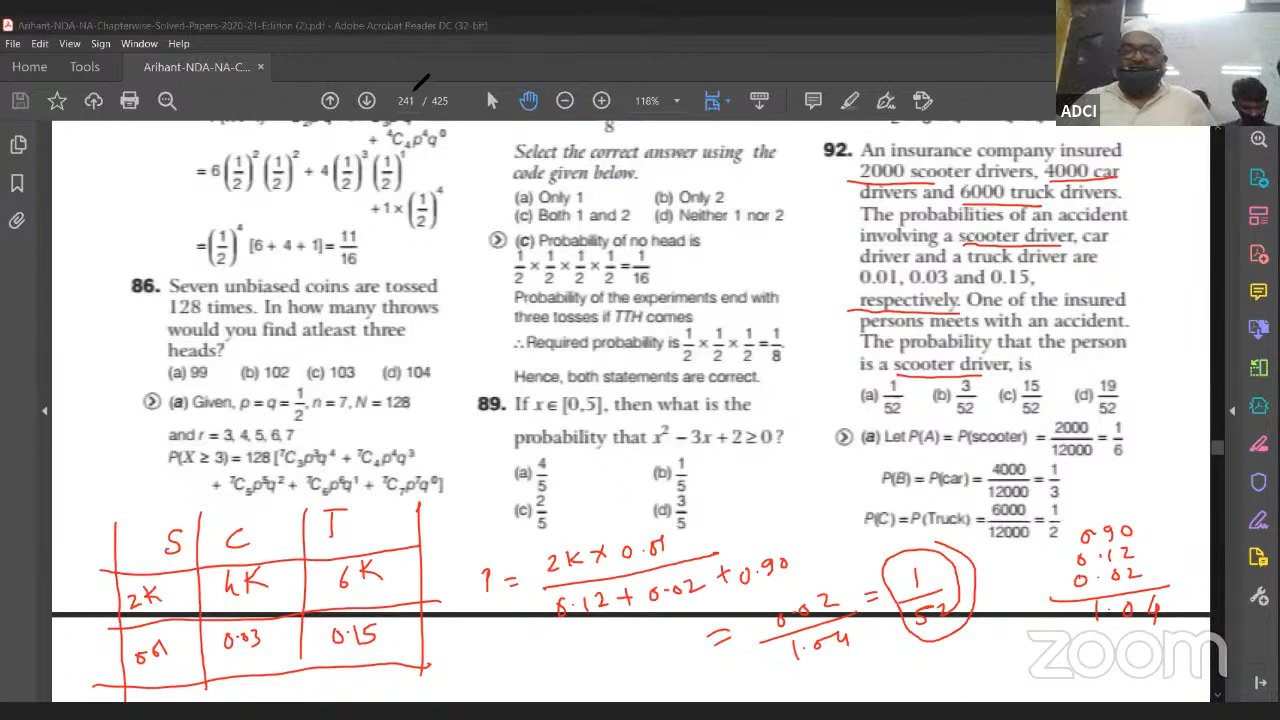 Arihant-NDA-NA-Chapterwise-Solved-Papers-2020-21-Edition (2).pdf - Adobe Acrobat Reader DC (32-bit)
File Edit View Sign Window Help
Home Tools Arihant-NDA-NA-C... ×
241 / 425 118%
ADCI
+ ⁴C₄p⁴q⁰
= 6(1/2)²(1/2)² + 4(1/2)³(1/2)¹
+1×(1/2)⁴
=(1/2)⁴ [6 + 4 + 1] = 11/16
86. Seven unbiased coins are tossed
128 times. In how many throws
would you find atleast three
heads?
(a) 99 (b) 102 (c) 103 (d) 104
(a) Given, p = q = 1/2, n = 7, N = 128
and r = 3, 4, 5, 6, 7
P(X ≥ 3) = 128 [⁷C₃p³q⁴ + ⁷C₄p⁴q³
+ ⁷C₅p⁵q² + ⁷C₆p⁶q¹ + ⁷C₇p⁷q⁰]
8
Select the correct answer using the
code given below.
(a) Only 1 (b) Only 2
(c) Both 1 and 2 (d) Neither 1 nor 2
(c) Probability of no head is
1/2 × 1/2 × 1/2 × 1/2 = 1/16
Probability of the experiments end with
three tosses if TTH comes
∴ Required probability is 1/2 × 1/2 × 1/2 = 1/8.
Hence, both statements are correct.
89. If x ∈ [0,5], then what is the
probability that x² − 3x + 2 ≥ 0?
(a) 4/5 (b) 1/5
(c) 2/5 (d) 3/5
92. An insurance company insured
2000 scooter drivers, 4000 car
drivers and 6000 truck drivers.
The probabilities of an accident
involving a scooter driver, car
driver and a truck driver are
0.01, 0.03 and 0.15,
respectively. One of the insured
persons meets with an accident.
The probability that the person
is a scooter driver, is
(a) 1/52 (b) 3/52 (c) 15/52 (d) 19/52
(a) Let P(A) = P(scooter) = 2000/12000 = 1/6
P(B) = P(car) = 4000/12000 = 1/3
P(C) = P(Truck) = 6000/12000 = 1/2
S C T
2K 4K 6K
0.01 0.03 0.15
P = 2K × 0.01 / 0.12 + 0.02 + 0.90
= 0.02/1.04 = 1/52
0.90
0.12
0.02
1.04
zoom